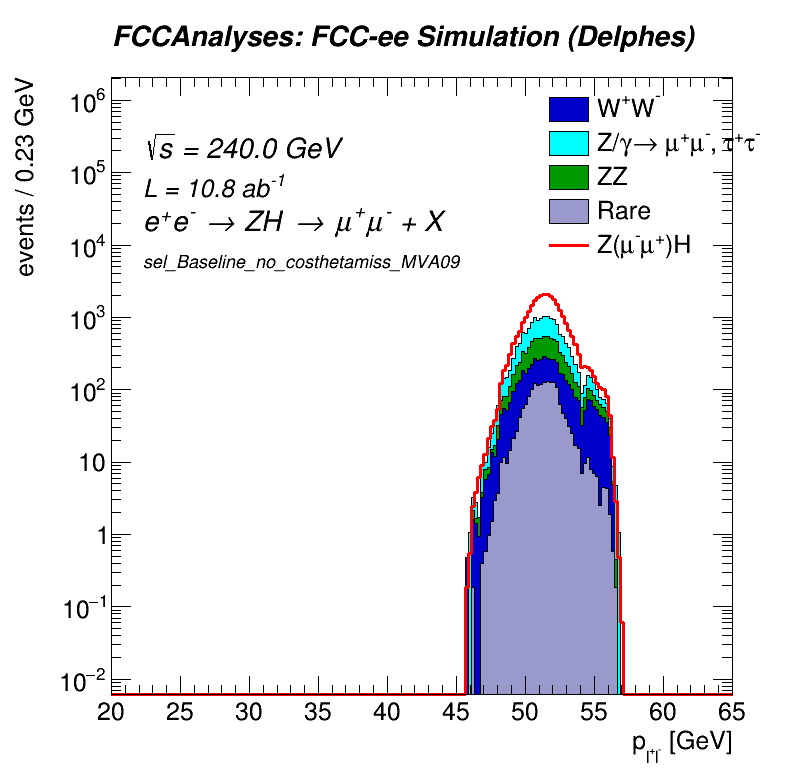 FCCAnalyses: FCC-ee Simulation (Delphes)
events / 0.23 GeV
10⁶
10⁵
10⁴
10³
10²
10
1
10⁻¹
10⁻²
√s = 240.0 GeV
L = 10.8 ab⁻¹
e⁺e⁻ → ZH → μ⁺μ⁻ + X
sel_Baseline_no_costhetamiss_MVA09
W⁺W⁻
Z/γ→ μ⁺μ⁻, τ⁺τ⁻
ZZ
Rare
Z(μ⁻μ⁺)H
20 25 30 35 40 45 50 55 60 65
p_l⁺l⁻ [GeV]